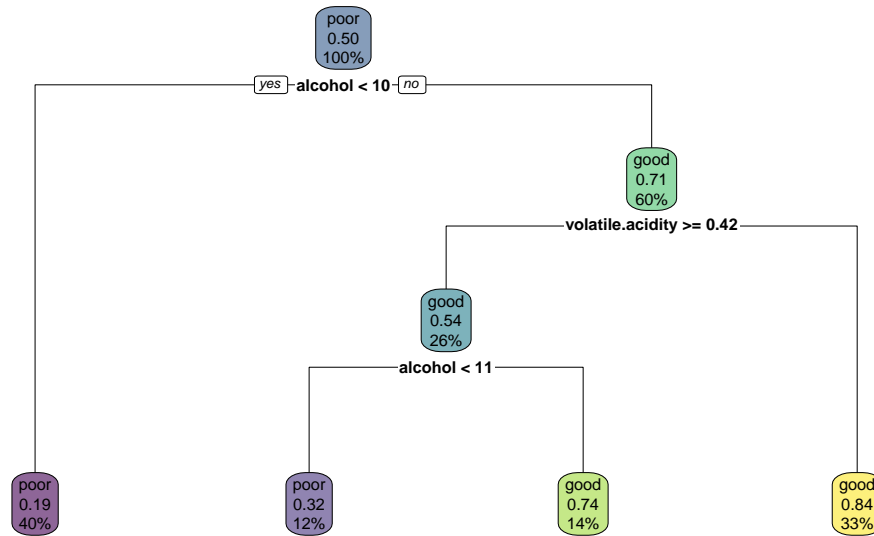 poor
0.50
100%
yes alcohol < 10 no
good
0.71
60%
volatile.acidity >= 0.42
good
0.54
26%
alcohol < 11
poor
0.19
40%
poor
0.32
12%
good
0.74
14%
good
0.84
33%